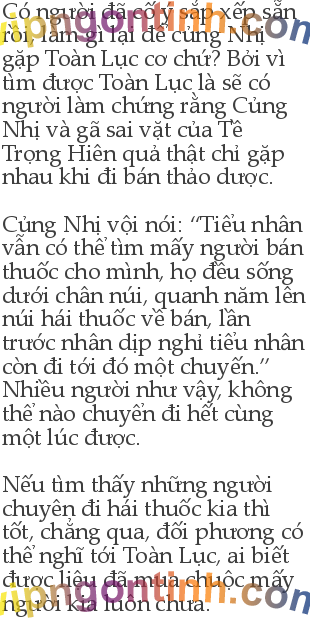 Có người đã cố ý sắp xếp sẵn
rồi, làm gì lại để Củng Nhị
gặp Toàn Lục cơ chứ? Bởi vì
tìm được Toàn Lục là sẽ có
người làm chứng rằng Củng
Nhị và gã sai vặt của Tề
Trọng Hiên quả thật chỉ gặp
nhau khi đi bán thảo dược.

Củng Nhị vội nói: “Tiểu nhân
vẫn có thể tìm mấy người bán
thuốc cho mình, họ đều sống
dưới chân núi, quanh năm lên
núi hái thuốc về bán, lần
trước nhân dịp nghỉ tiểu nhân
còn đi tới đó một chuyến.”
Nhiều người như vậy, không
thể nào chuyển đi hết cùng
một lúc được.

Nếu tìm thấy những người
chuyên đi hái thuốc kia thì
tốt, chẳng qua, đối phương có
thể nghĩ tới Toàn Lục, ai biết
được liệu đã mua chuộc mấy
người kia luôn chưa.
vipngontinh.com
vipngontinh.com